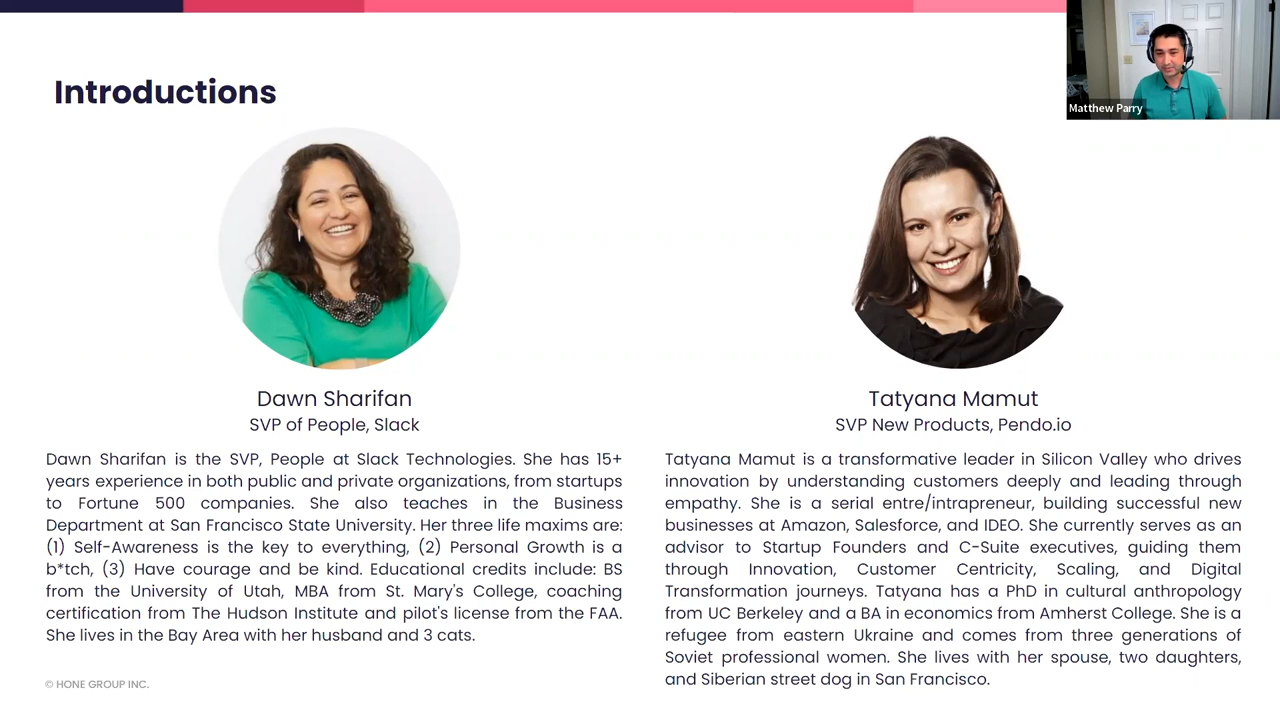 Introductions
Matthew Parry
Dawn Sharifan
SVP of People, Slack
Dawn Sharifan is the SVP, People at Slack Technologies. She has 15+
years experience in both public and private organizations, from startups
to Fortune 500 companies. She also teaches in the Business
Department at San Francisco State University. Her three life maxims are:
(1) Self-Awareness is the key to everything, (2) Personal Growth is a
b*tch, (3) Have courage and be kind. Educational credits include: BS
from the University of Utah, MBA from St. Mary's College, coaching
certification from The Hudson Institute and pilot's license from the FAA.
She lives in the Bay Area with her husband and 3 cats.
Tatyana Mamut
SVP New Products, Pendo.io
Tatyana Mamut is a transformative leader in Silicon Valley who drives
innovation by understanding customers deeply and leading through
empathy. She is a serial entre/intrapreneur, building successful new
businesses at Amazon, Salesforce, and IDEO. She currently serves as an
advisor to Startup Founders and C-Suite executives, guiding them
through Innovation, Customer Centricity, Scaling, and Digital
Transformation journeys. Tatyana has a PhD in cultural anthropology
from UC Berkeley and a BA in economics from Amherst College. She is a
refugee from eastern Ukraine and comes from three generations of
Soviet professional women. She lives with her spouse, two daughters,
and Siberian street dog in San Francisco.
© HONE GROUP INC.